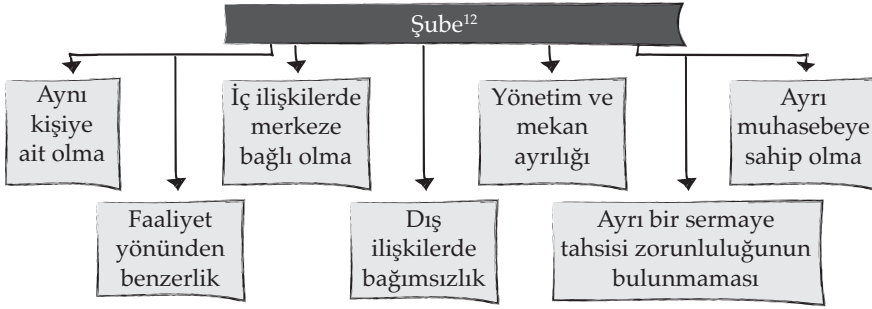 Şube12
Aynı
kişiye
ait olma
İç ilişkilerde
merkeze
bağlı olma
Yönetim ve
mekan
ayrılığı
Ayrı
muhasebeye
sahip olma
Faaliyet
yönünden
benzerlik
Dış
ilişkilerde
bağımsızlık
Ayrı bir sermaye
tahsisi zorunluluğunun
bulunmaması